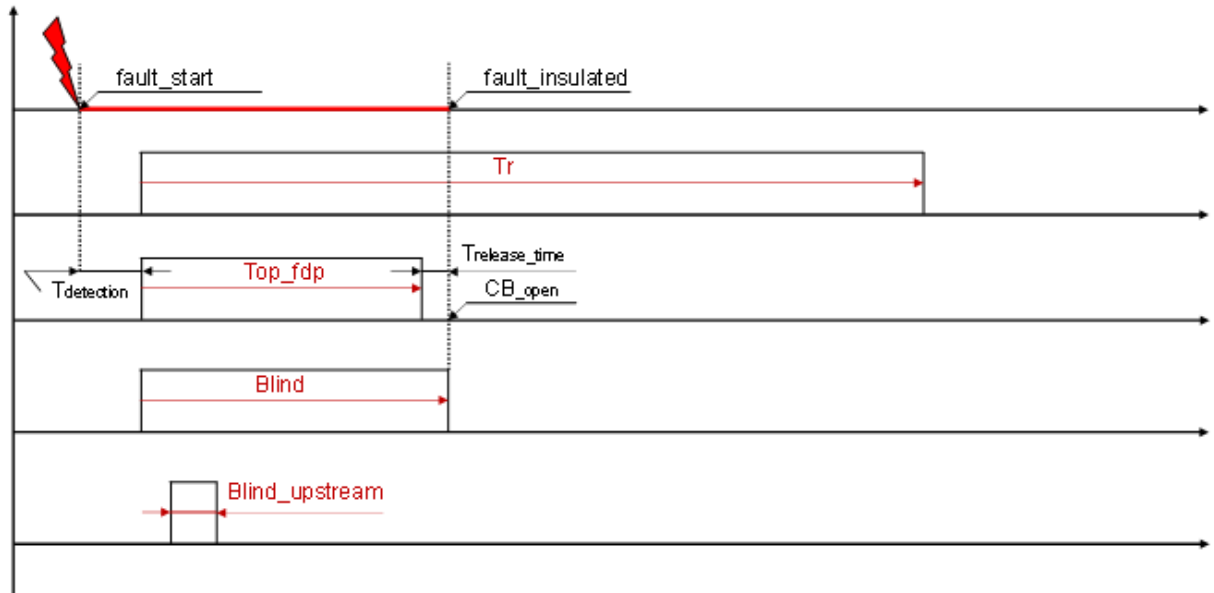 fault_start
fault_insulated
Tr
Trelease_time
Top_fdp
Tdetection
CB_open
Blind
Blind_upstream